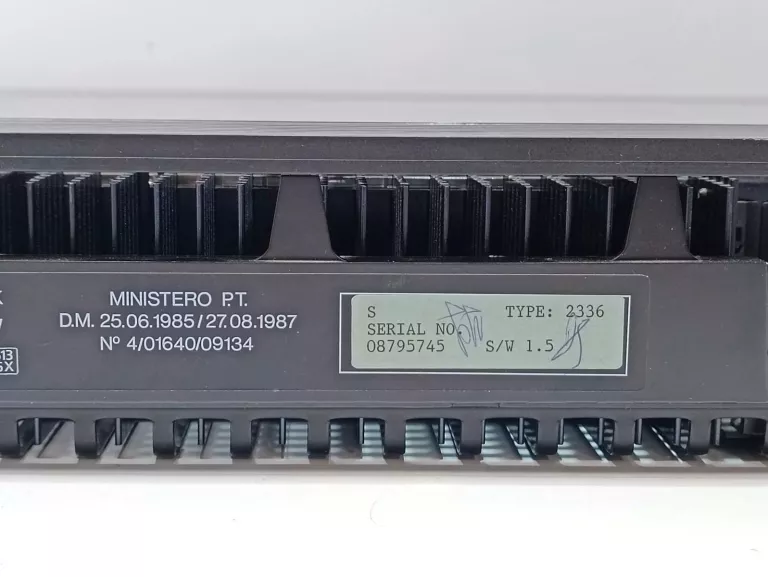 K
MINISTERO P.T.
D.M. 25.06.1985/27.08.1987
Nº 4/01640/09134
S TYPE: 2336
SERIAL NO.
08795745 S/W 1.5